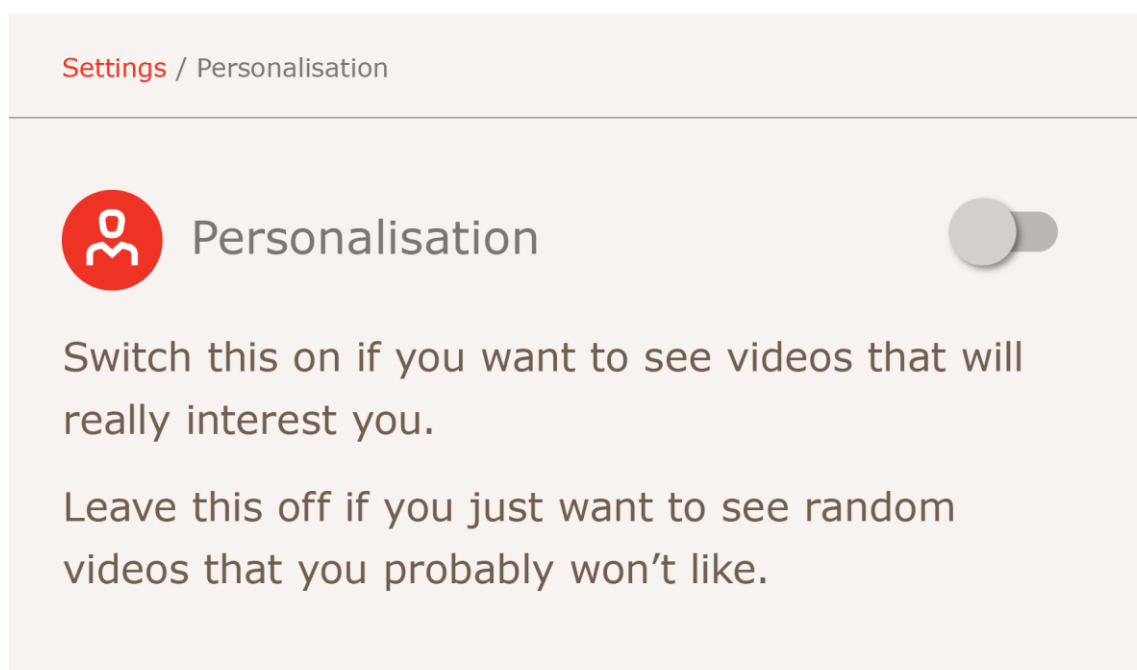 Settings / Personalisation
Personalisation
Switch this on if you want to see videos that will
really interest you.
Leave this off if you just want to see random
videos that you probably won’t like.